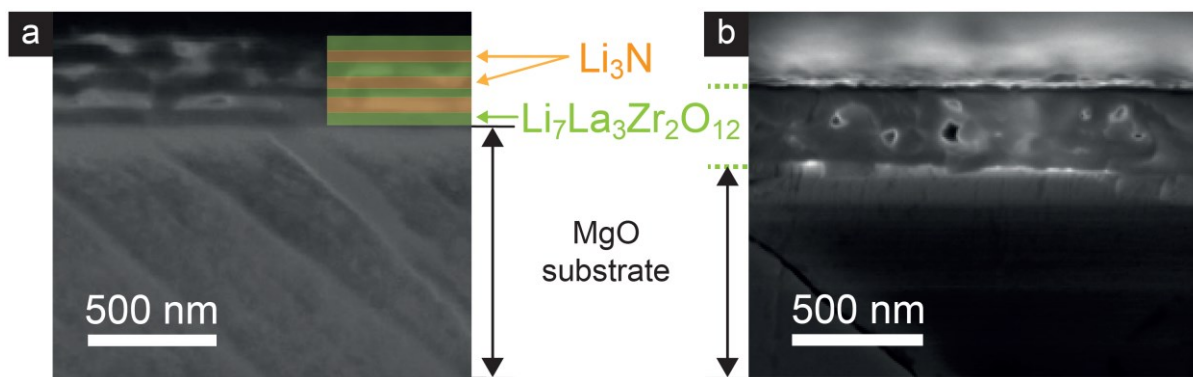 a
Li₃N
Li₇La₃Zr₂O₁₂
MgO
substrate
500 nm
b
500 nm